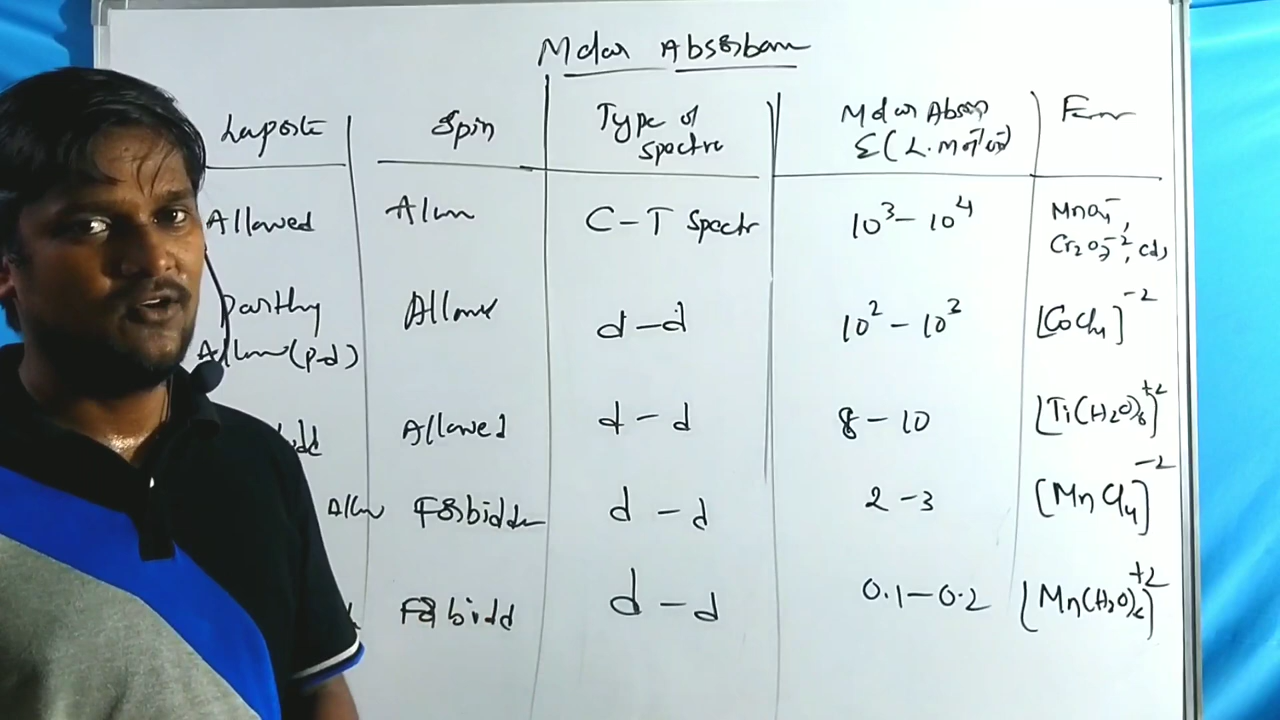 Molar Absorban
Laporte Spin Type of spectra Molar Absorp Ɛ(L.mol⁻¹cm⁻¹)
Allowed C-T Spectr 10³-10⁴ MnO₄⁻, Cr₂O₇⁻², cd
Partly Allow(p-d) Allowed d-d 10²-10³ [CoCl₄]⁻²
Allowed d-d 8-10 [Ti(H₂O)₆]⁺²
Allow Forbidden d-d 2-3 [MnCl₄]⁻²
Forbidd d-d 0.1-0.2 [Mn(H₂O)₆]⁺²